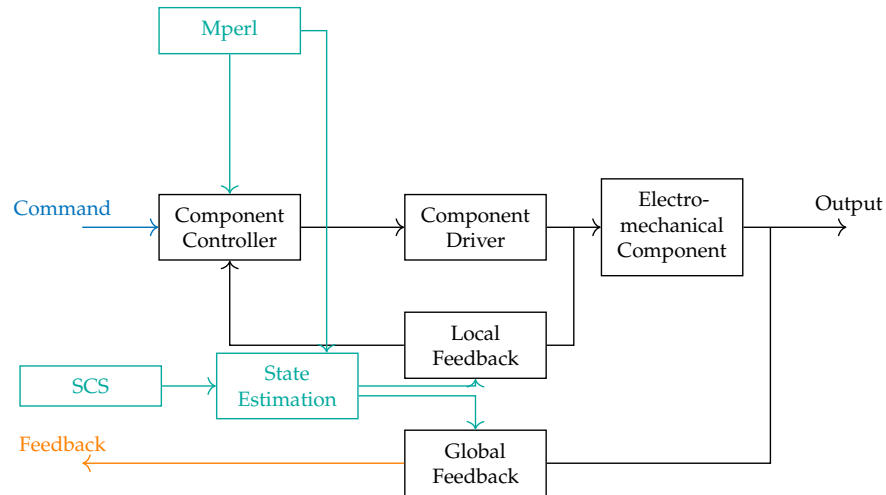 Mperl
Command
Component
Controller
Component
Driver
Electro-
mechanical
Component
Output
Local
Feedback
SCS
State
Estimation
Feedback
Global
Feedback